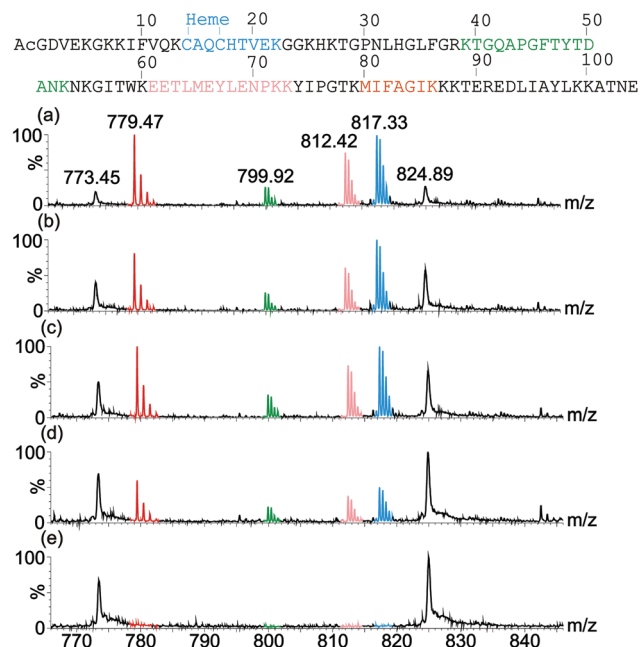 10 Heme 20 30 40 50
AcGDVEKGKKIFVQKCAQCHTVEKGGKHKTGPNLHGLFGRKTGQAPGFTYTD
ANKNKGITWKEETLMEYLENPKKYIPGTKMIFAGIKKKTEREDLIAYLKKATNE
60 70 80 90 100
(a)
779.47 812.42 817.33
773.45 799.92 824.89
100
%
0
m/z
(b)
100
%
0
m/z
(c)
100
%
0
m/z
(d)
100
%
0
m/z
(e)
100
%
0
m/z
770 780 790 800 810 820 830 840